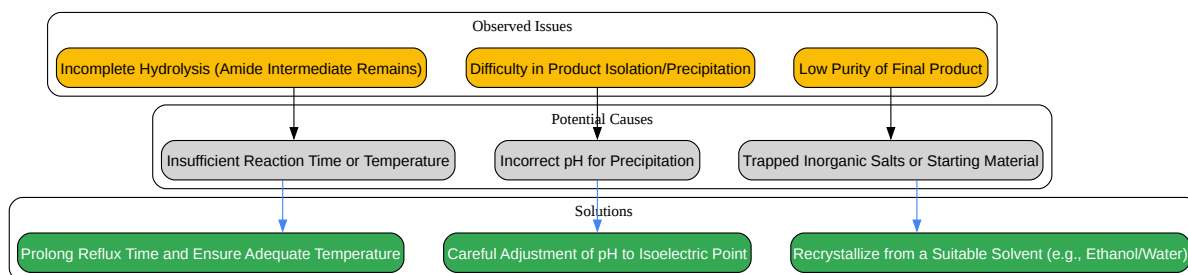 Observed Issues
Incomplete Hydrolysis (Amide Intermediate Remains)
Difficulty in Product Isolation/Precipitation
Low Purity of Final Product
Potential Causes
Insufficient Reaction Time or Temperature
Incorrect pH for Precipitation
Trapped Inorganic Salts or Starting Material
Solutions
Prolong Reflux Time and Ensure Adequate Temperature
Careful Adjustment of pH to Isoelectric Point
Recrystallize from a Suitable Solvent (e.g., Ethanol/Water)